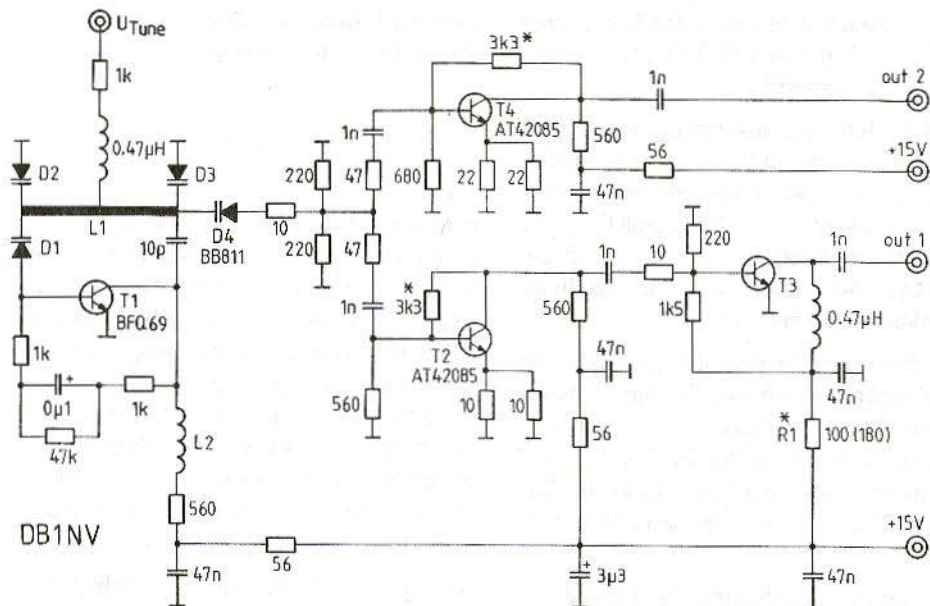 U Tune
1k
3k3*
1n
out 2
T4
AT42085
560
+15V
0.47µH
1n
D2
D3
220
47
680
22
22
56
47n
L1
D4
BB811
10
D1
10p
220
47
1n
10
220
1n
out 1
T1
BFQ69
1n
*
3k3
560
1k5
T3
0.47µH
T2
AT42085
1k
47n
47n
0µ1
1k
560
10
10
*
R1
100 (180)
47k
L2
56
560
+15V
DB1NV
56
47n
3µ3
47n